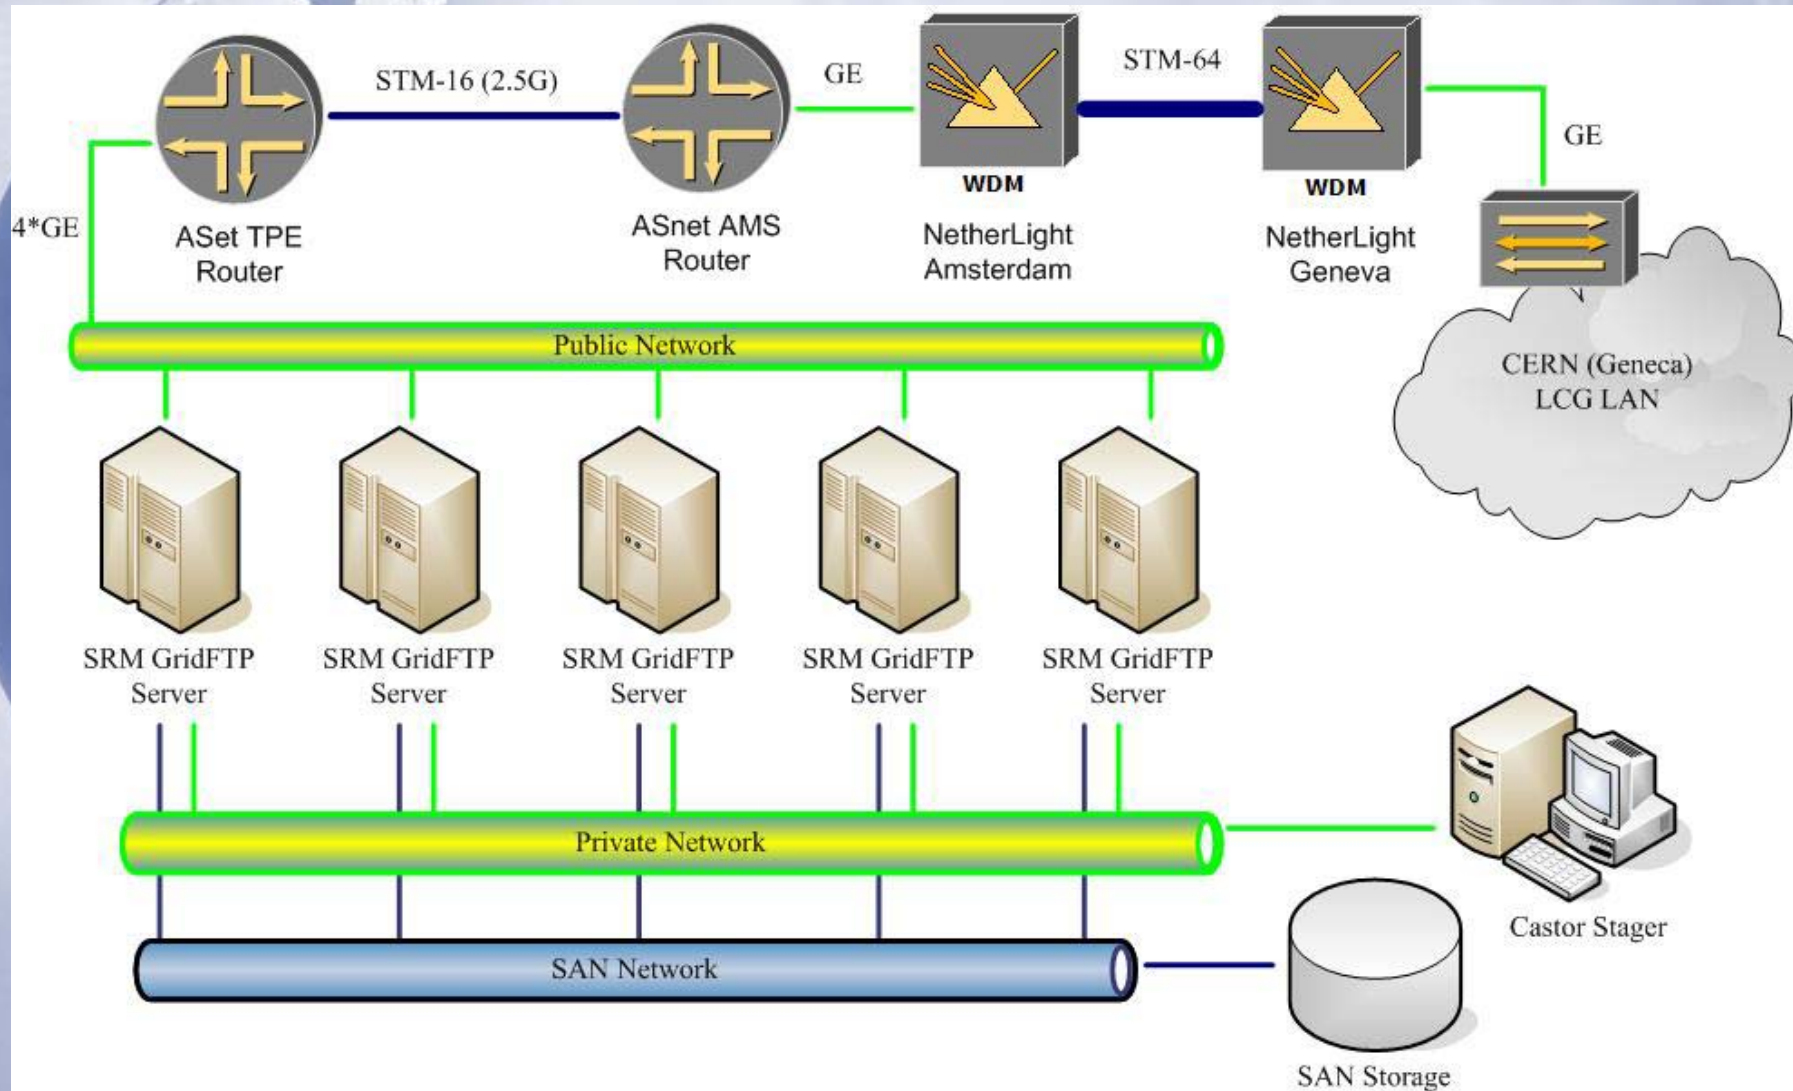 STM-16 (2.5G)
GE
STM-64
GE
4*GE
ASet TPE
Router
ASnet AMS
Router
WDM
NetherLight
Amsterdam
WDM
NetherLight
Geneva
CERN (Geneca)
LCG LAN
Public Network
SRM GridFTP
Server
SRM GridFTP
Server
SRM GridFTP
Server
SRM GridFTP
Server
SRM GridFTP
Server
Private Network
Castor Stager
SAN Network
SAN Storage